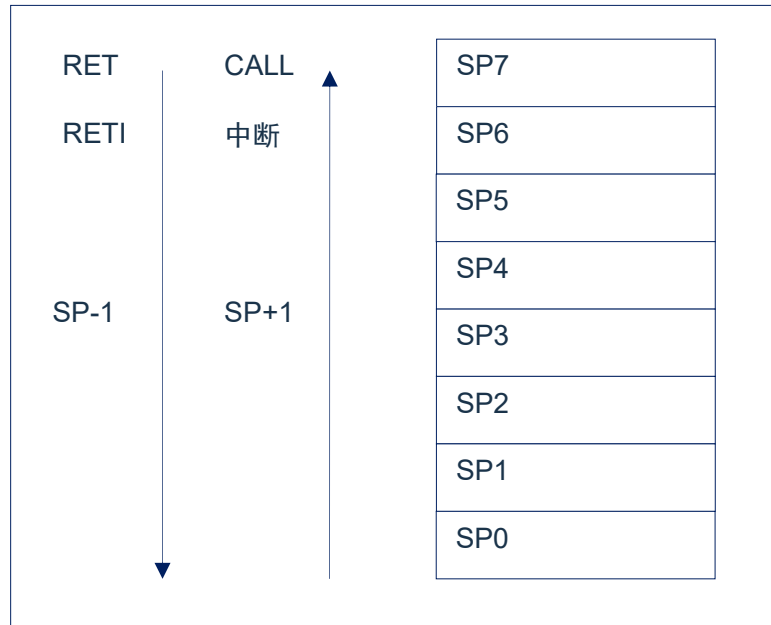 RET CALL SP7
RETI 中断 SP6
SP5
SP4
SP-1 SP+1 SP3
SP2
SP1
SP0